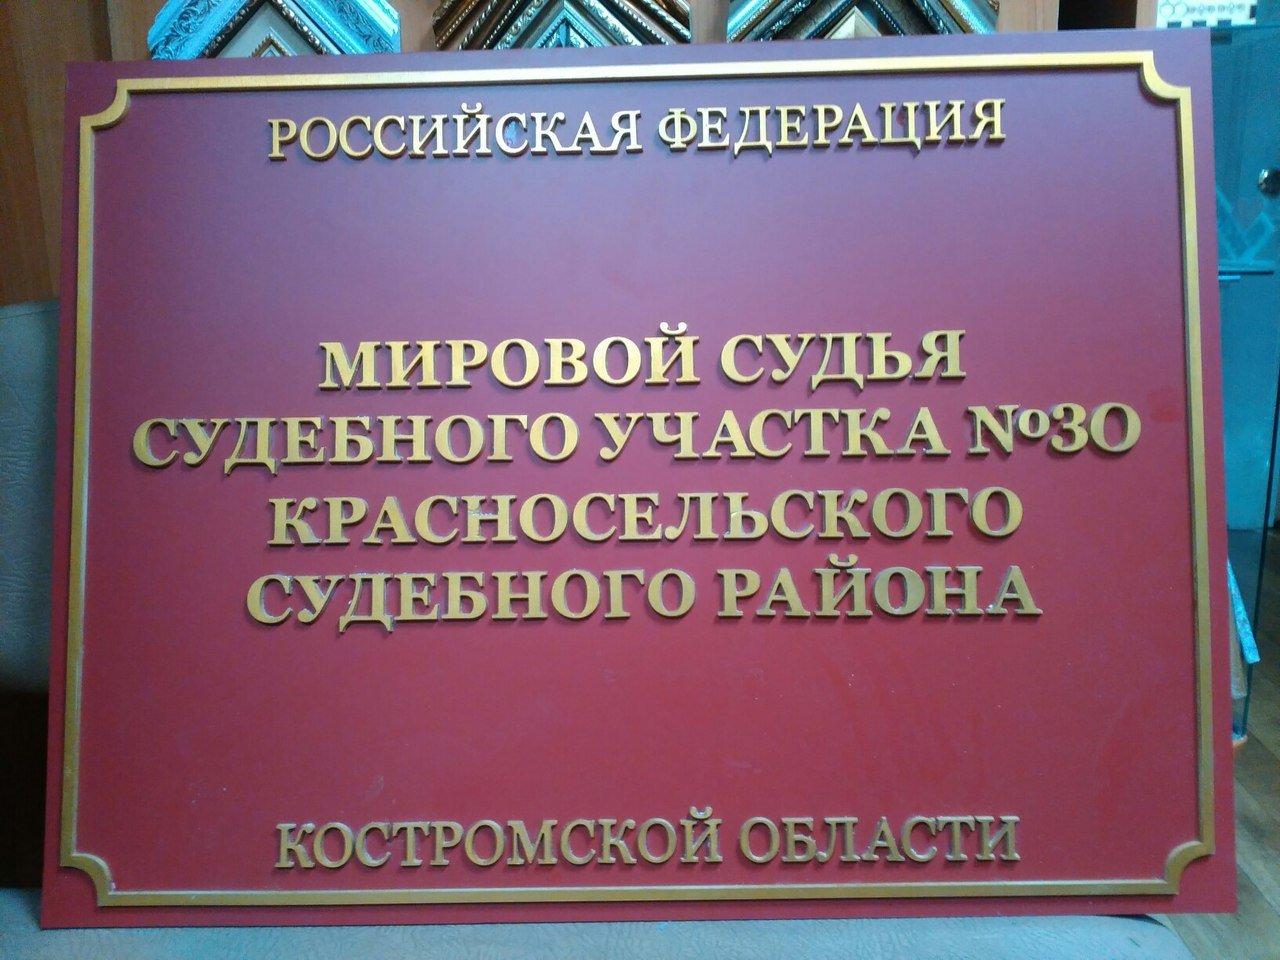 РОССИЙСКАЯ ФЕДЕРАЦИЯ
МИРОВОЙ СУДЬЯ
СУДЕБНОГО УЧАСТКА №30
КРАСНОСЕЛЬСКОГО
СУДЕБНОГО РАЙОНА
КОСТРОМСКОЙ ОБЛАСТИ